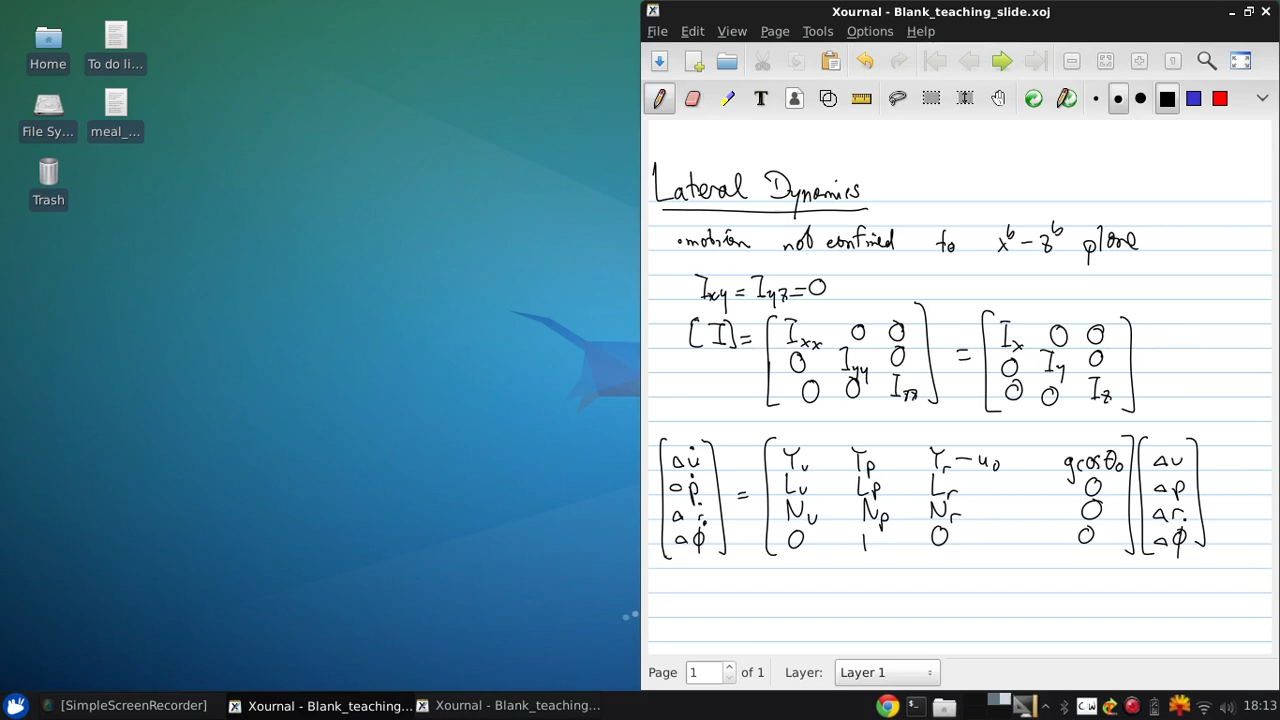 Xournal - Blank_teaching_slide.xoj
File Edit View Page Tools Options Help
Home
To do li...
File Sy...
meal_...
Trash
Lateral Dynamics
• motion not confined to x^b - z^b plane
I_xy = I_yz = 0
[I] = [ I_xx 0 0 ] = [ I_x 0 0 ]
[ 0 I_yy 0 ] [ 0 I_y 0 ]
[ 0 0 I_zz ] [ 0 0 I_z ]
[ Δv̇ ] = [ Y_v Y_p Y_r - u_0 g cosθ_0 ] [ Δv ]
[ Δṗ ] [ L_v L_p L_r 0 ] [ Δp ]
[ Δṙ ] [ N_v N_p N_r 0 ] [ Δr ]
[ Δφ̇ ] [ 0 1 0 0 ] [ Δφ ]
Page 1 of 1 Layer: Layer 1
[SimpleScreenRecorder] Xournal - Blank_teaching... Xournal - Blank_teaching... 18:13